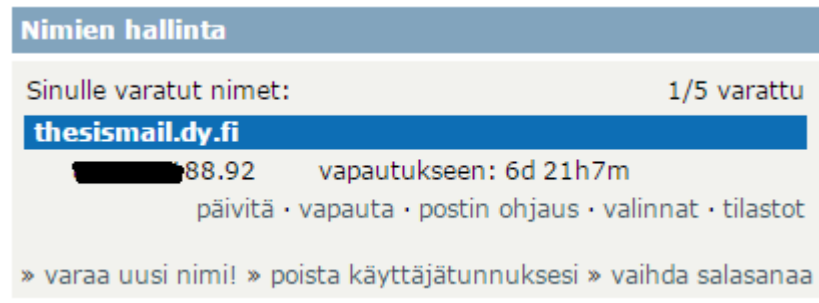 Nimien hallinta
Sinulle varatut nimet: 1/5 varattu
thesismail.dy.fi
88.92 vapautukseen: 6d 21h7m
päivitä · vapauta · postin ohjaus · valinnat · tilastot
» varaa uusi nimi! » poista käyttäjätunnuksesi » vaihda salasanaa